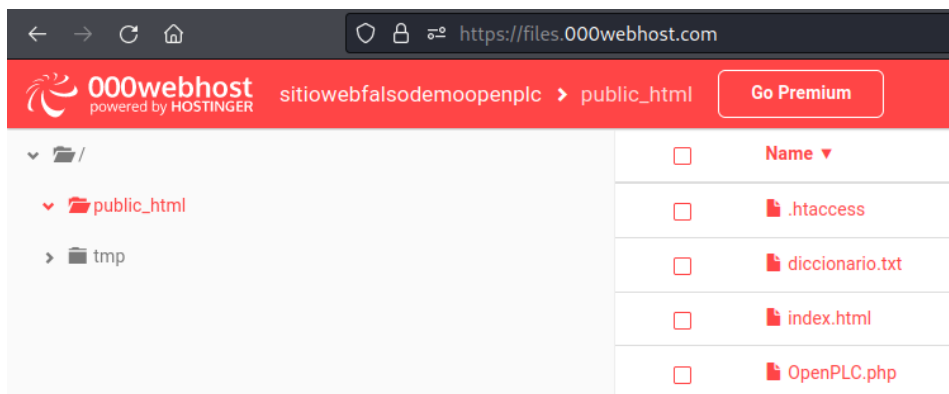 https://files.000webhost.com
000webhost
powered by HOSTINGER
sitiowebfalsodemoopenplc > public_html
Go Premium
/
public_html
tmp
Name ▼
.htaccess
diccionario.txt
index.html
OpenPLC.php